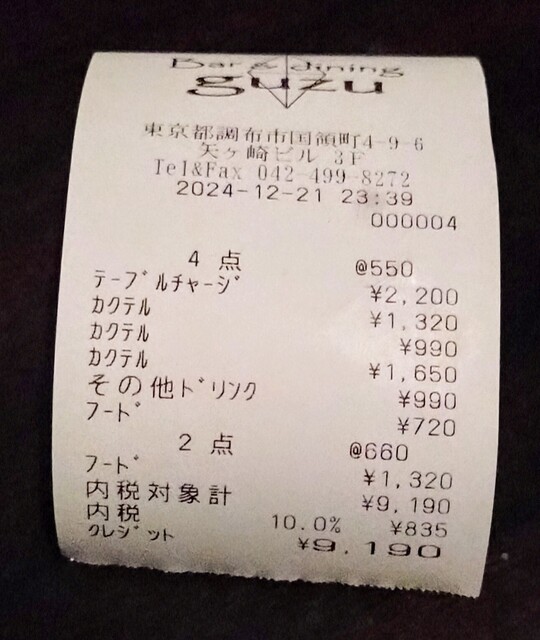 Bar & dining
guzu
東京都調布市国領町4-9-6
矢ヶ崎ビル 3F
Tel&Fax 042-499-8272
2024-12-21 23:39
000004
4 点 @550
ﾃｰﾌﾞﾙﾁｬｰｼﾞ ¥2,200
ｶｸﾃﾙ ¥1,320
ｶｸﾃﾙ ¥990
ｶｸﾃﾙ ¥1,650
その他ﾄﾞﾘﾝｸ ¥990
ﾌｰﾄﾞ ¥720
2 点 @660
ﾌｰﾄﾞ ¥1,320
内税対象計 ¥9,190
内税 10.0% ¥835
ｸﾚｼﾞｯﾄ ¥9,190